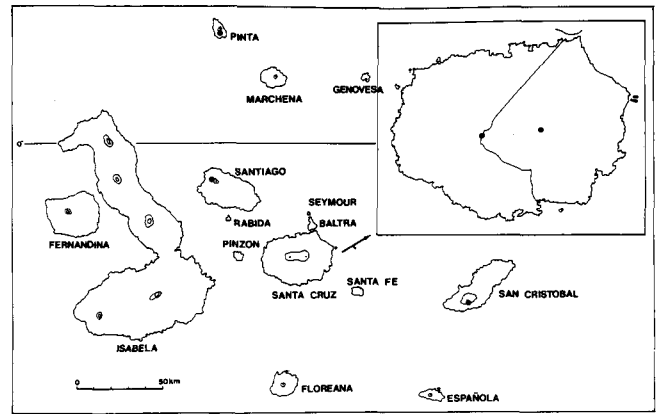 PINTA
MARCHENA
GENOVESA
0°
SANTIAGO
SEYMOUR
RABIDA
BALTRA
FERNANDINA
PINZON
SANTA FE
SANTA CRUZ
SAN CRISTOBAL
ISABELA
0 50km
FLOREANA
ESPAÑOLA